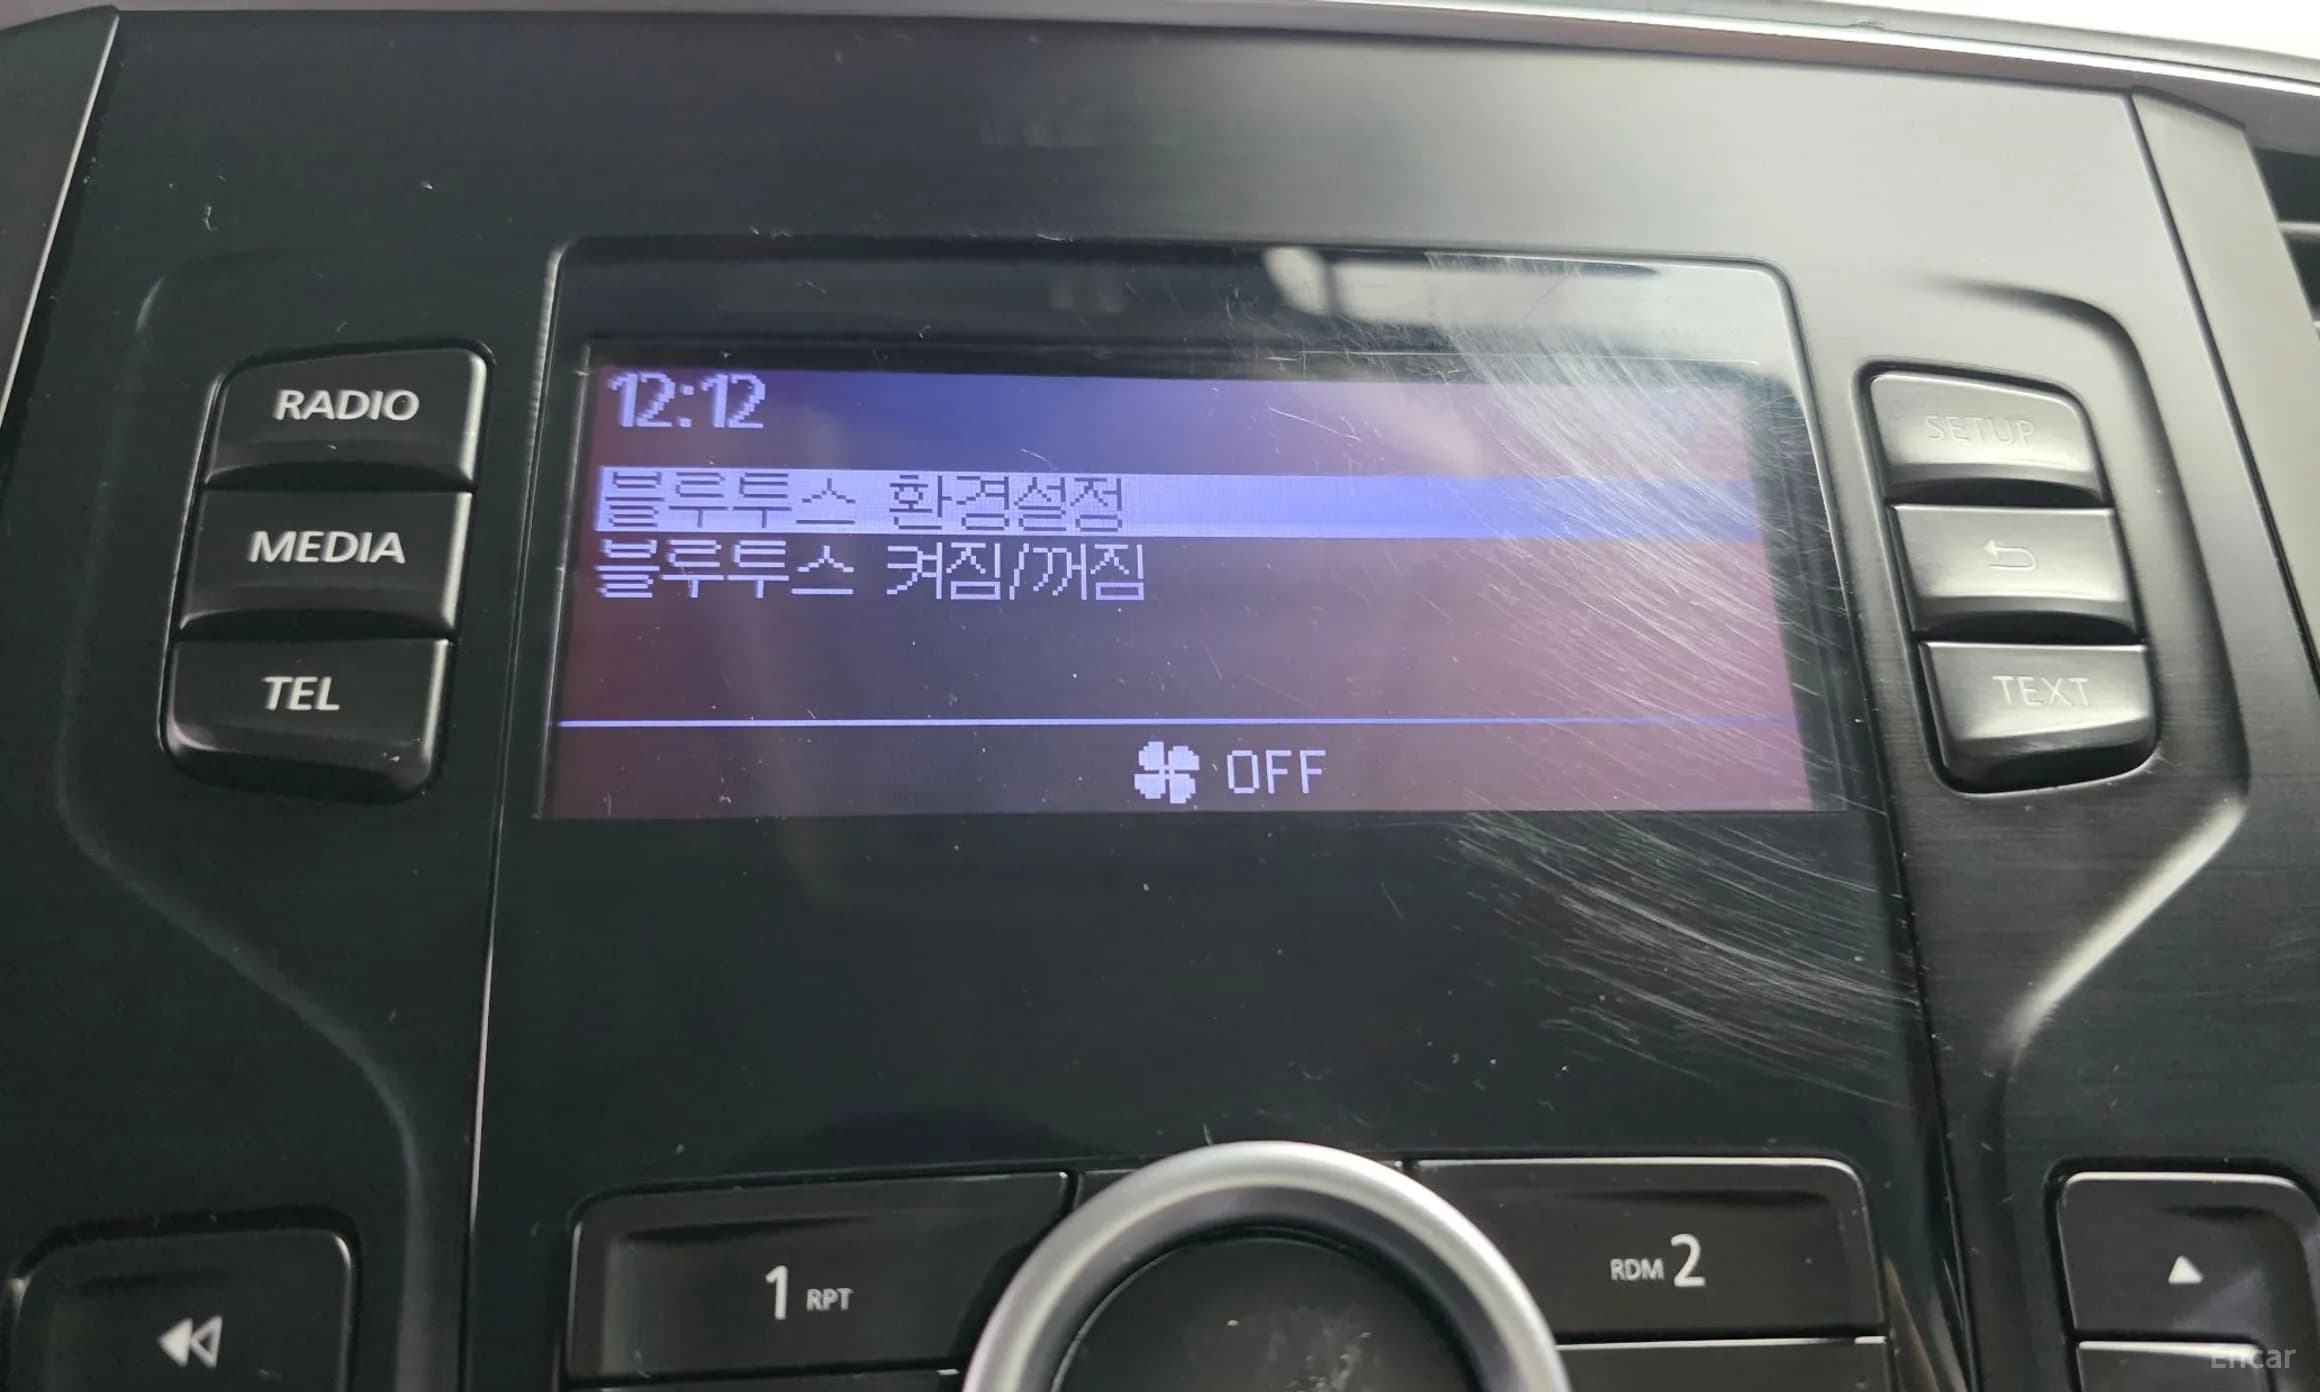 RADIO
MEDIA
TEL
12:12
블루투스 환경설정
블루투스 켜짐/꺼짐
OFF
SETUP
TEXT
1 RPT
RDM 2
Encar